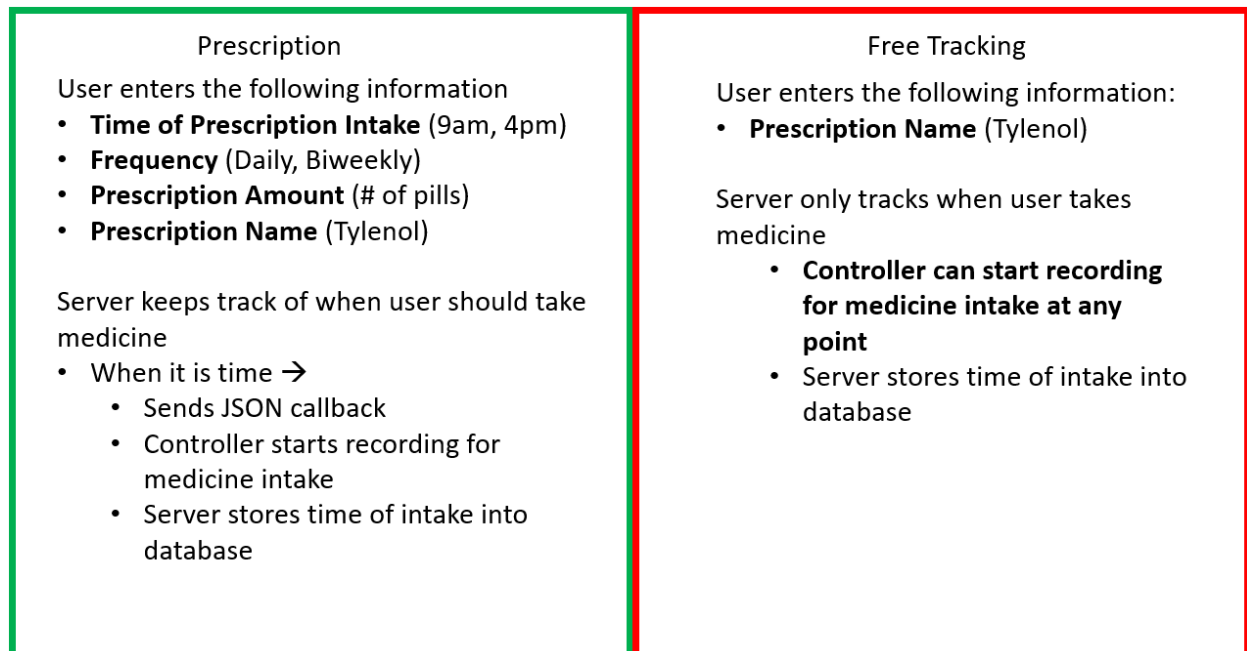 Prescription
User enters the following information
• Time of Prescription Intake (9am, 4pm)
• Frequency (Daily, Biweekly)
• Prescription Amount (# of pills)
• Prescription Name (Tylenol)
Server keeps track of when user should take
medicine
• When it is time →
• Sends JSON callback
• Controller starts recording for
medicine intake
• Server stores time of intake into
database
Free Tracking
User enters the following information:
• Prescription Name (Tylenol)
Server only tracks when user takes
medicine
• Controller can start recording
for medicine intake at any
point
• Server stores time of intake into
database